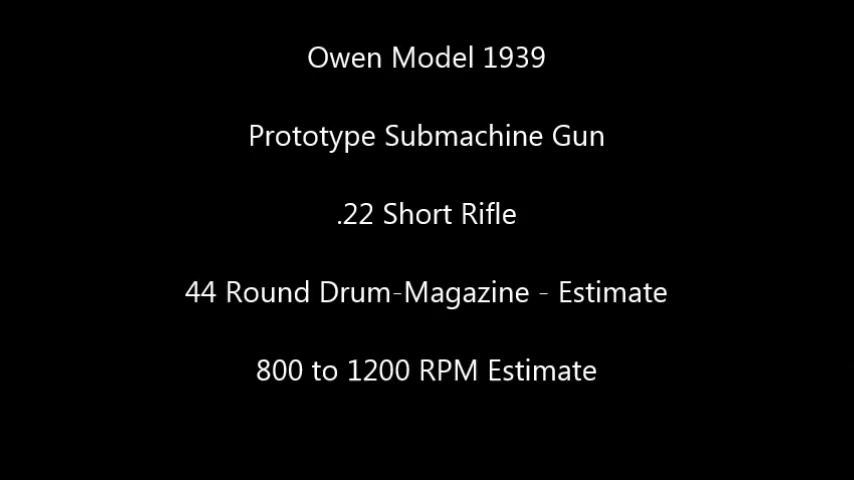 Owen Model 1939
Prototype Submachine Gun
.22 Short Rifle
44 Round Drum-Magazine - Estimate
800 to 1200 RPM Estimate